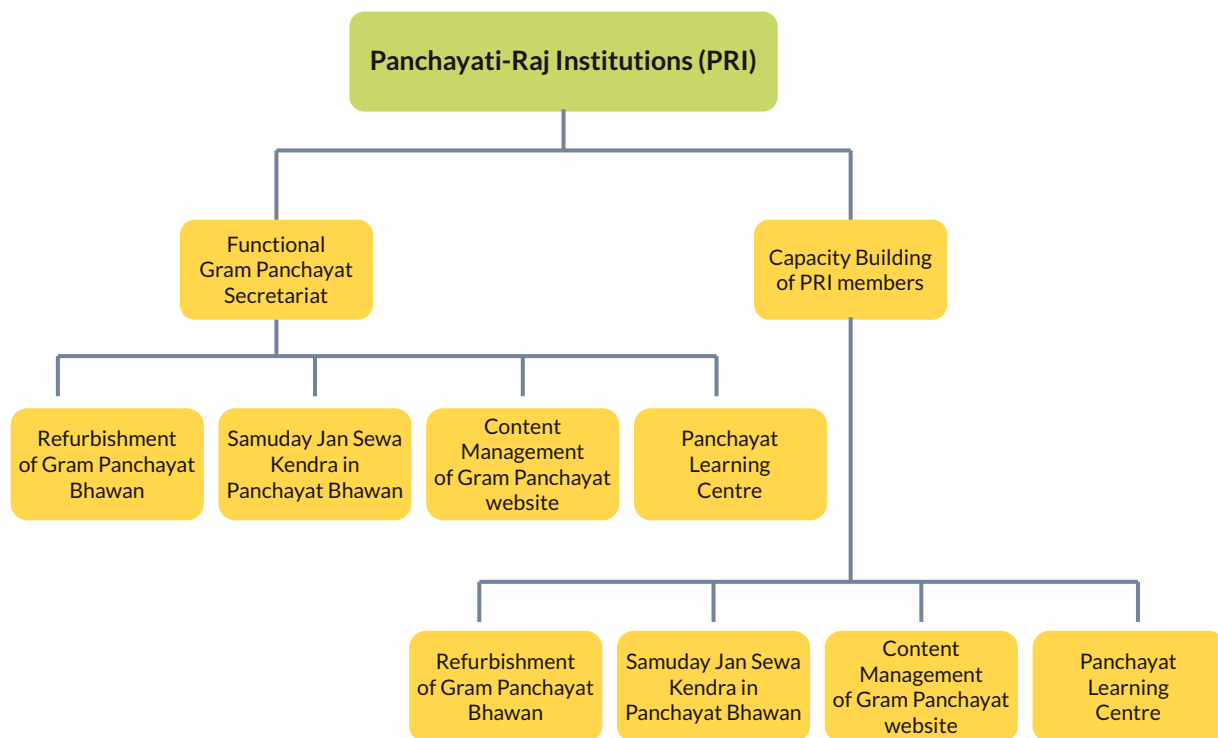 Panchayati-Raj Institutions (PRI)
Functional
Gram Panchayat
Secretariat
Capacity Building
of PRI members
Refurbishment
of Gram Panchayat
Bhawan
Samuday Jan Sewa
Kendra in
Panchayat Bhawan
Content
Management
of Gram Panchayat
website
Panchayat
Learning
Centre
Refurbishment
of Gram Panchayat
Bhawan
Samuday Jan Sewa
Kendra in
Panchayat Bhawan
Content
Management
of Gram Panchayat
website
Panchayat
Learning
Centre